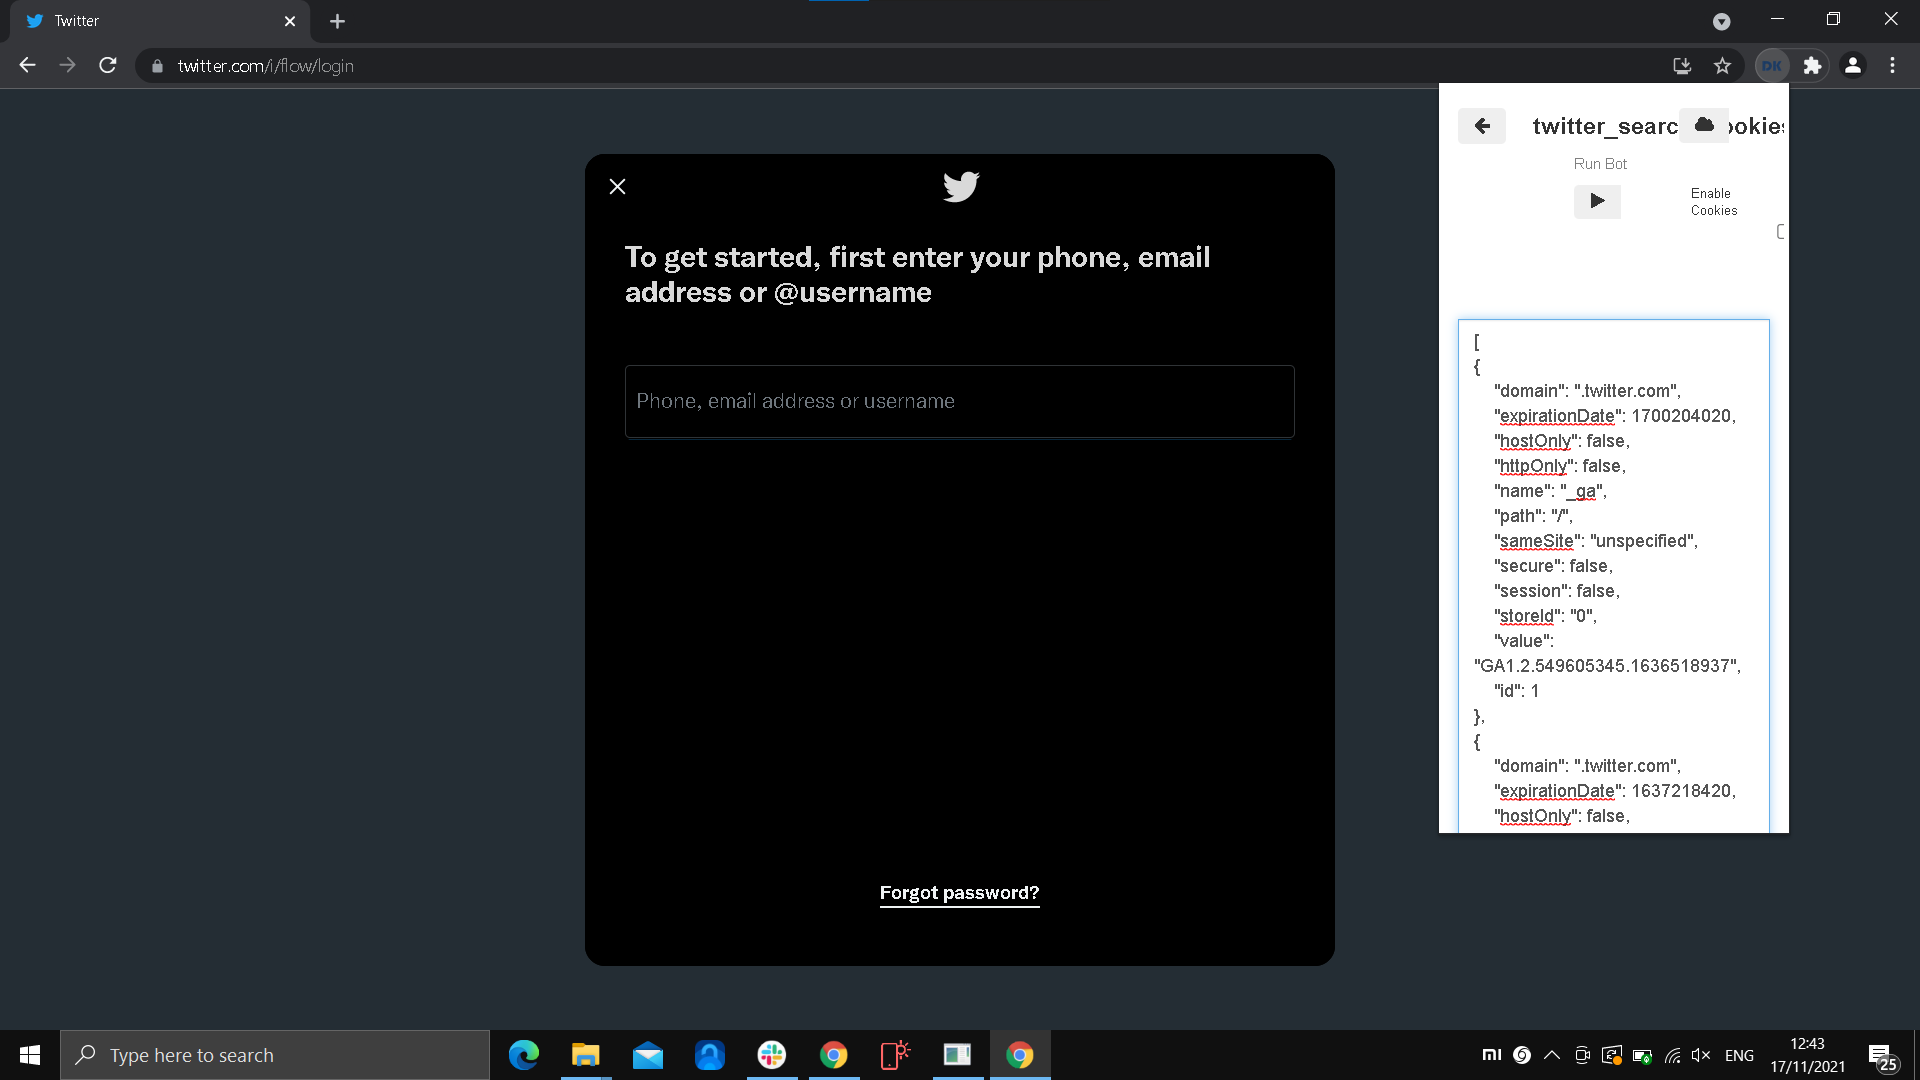 Twitter
twitter.com/i/flow/login
DK
To get started, first enter your phone, email
address or @username
Phone, email address or username
Forgot password?
twitter_searc ookies
Run Bot
Enable
Cookies
[
{
"domain": ".twitter.com",
"expirationDate": 1700204020,
"hostOnly": false,
"httpOnly": false,
"name": "_ga",
"path": "/",
"sameSite": "unspecified",
"secure": false,
"session": false,
"storeId": "0",
"value":
"GA1.2.549605345.1636518937",
"id": 1
},
{
"domain": ".twitter.com",
"expirationDate": 1637218420,
"hostOnly": false,
Type here to search
mi
ENG
12:43
17/11/2021
25